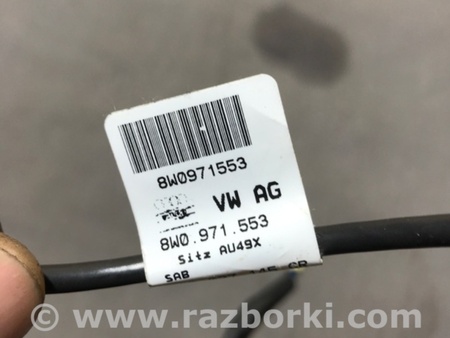 8W0971553
VW AG
8W0.971.553
Sitz AU49X
SAB
© www.razborki.com